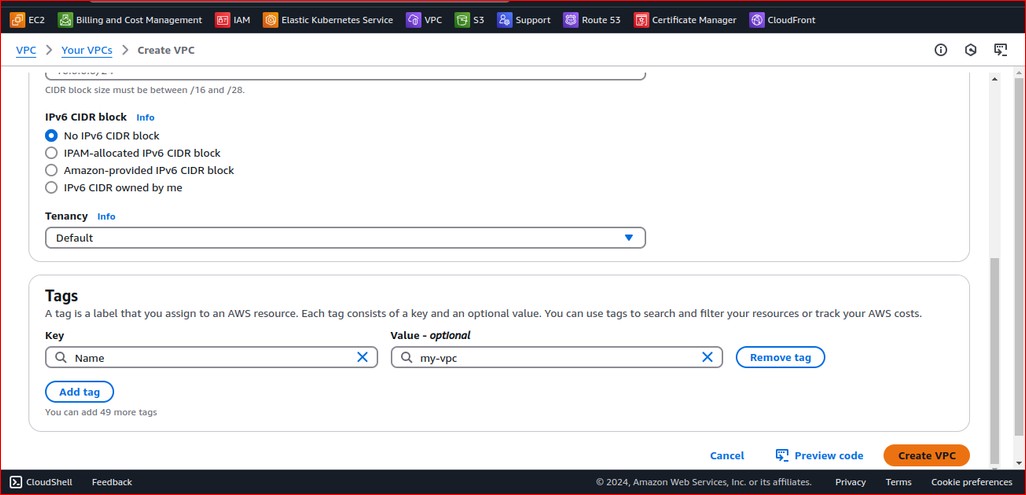 EC2 Billing and Cost Management IAM Elastic Kubernetes Service VPC S3 Support Route 53 Certificate Manager CloudFront
VPC Your VPCs Create VPC
CIDR block size must be between /16 and /28.
IPv6 CIDR block Info
No IPv6 CIDR block
IPAM-allocated IPv6 CIDR block
Amazon-provided IPv6 CIDR block
IPv6 CIDR owned by me
Tenancy Info
Default
Tags
A tag is a label that you assign to an AWS resource. Each tag consists of a key and an optional value. You can use tags to search and filter your resources or track your AWS costs.
Key Value - optional
Name my-vpc Remove tag
Add tag
You can add 49 more tags
Cancel Preview code Create VPC
CloudShell Feedback © 2024, Amazon Web Services, Inc. or its affiliates. Privacy Terms Cookie preferences